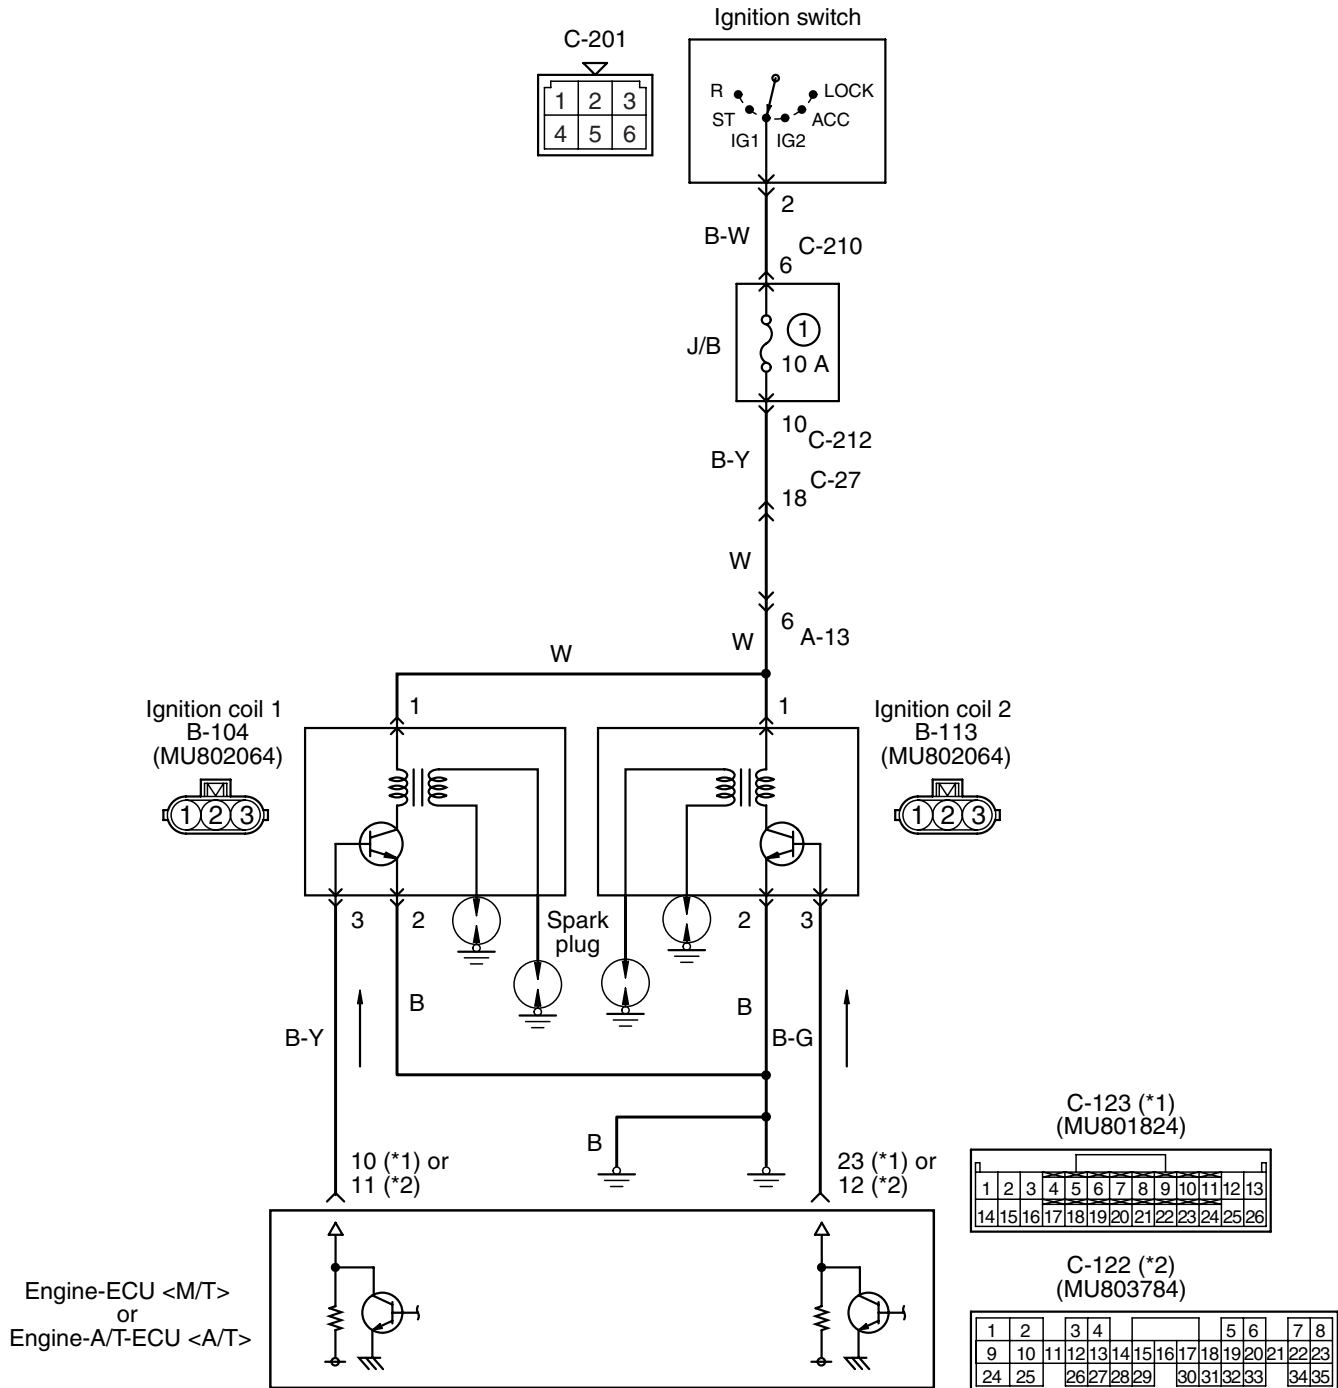 Ignition switch
C-201
1 2 3
4 5 6
R
LOCK
ST
ACC
IG1
IG2
2
B-W
C-210
6
J/B
1
10 A
10
C-212
B-Y
C-27
18
W
6
A-13
W
W
Ignition coil 1
B-104
(MU802064)
1 2 3
1
1
Ignition coil 2
B-113
(MU802064)
1 2 3
3
2
Spark
plug
2
3
B
B
B-Y
B-G
B
10 (*1) or
11 (*2)
23 (*1) or
12 (*2)
C-123 (*1)
(MU801824)
1 2 3 4 5 6 7 8 9 10 11 12 13
14 15 16 17 18 19 20 21 22 23 24 25 26
C-122 (*2)
(MU803784)
1 2 3 4 5 6 7 8
9 10 11 12 13 14 15 16 17 18 19 20 21 22 23
24 25 26 27 28 29 30 31 32 33 34 35
Engine-ECU <M/T>
or
Engine-A/T-ECU <A/T>